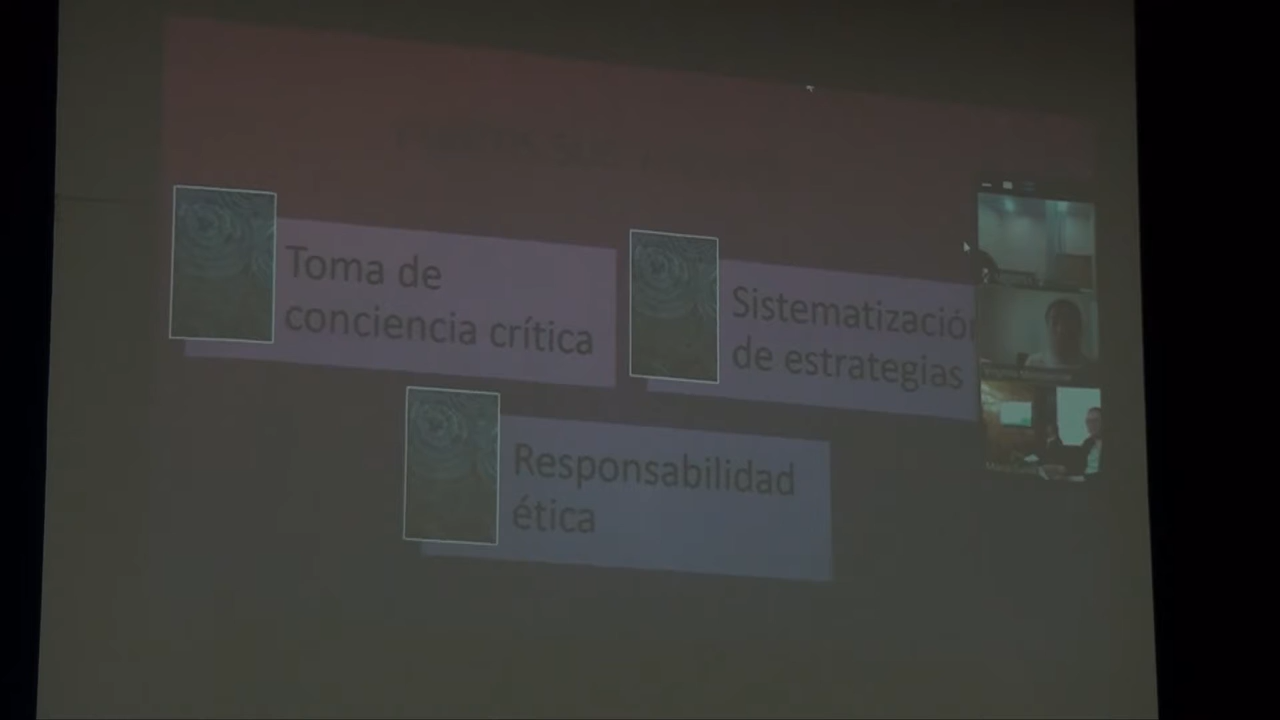 Toma de
conciencia crítica
Sistematización
de estrategias
Responsabilidad
ética